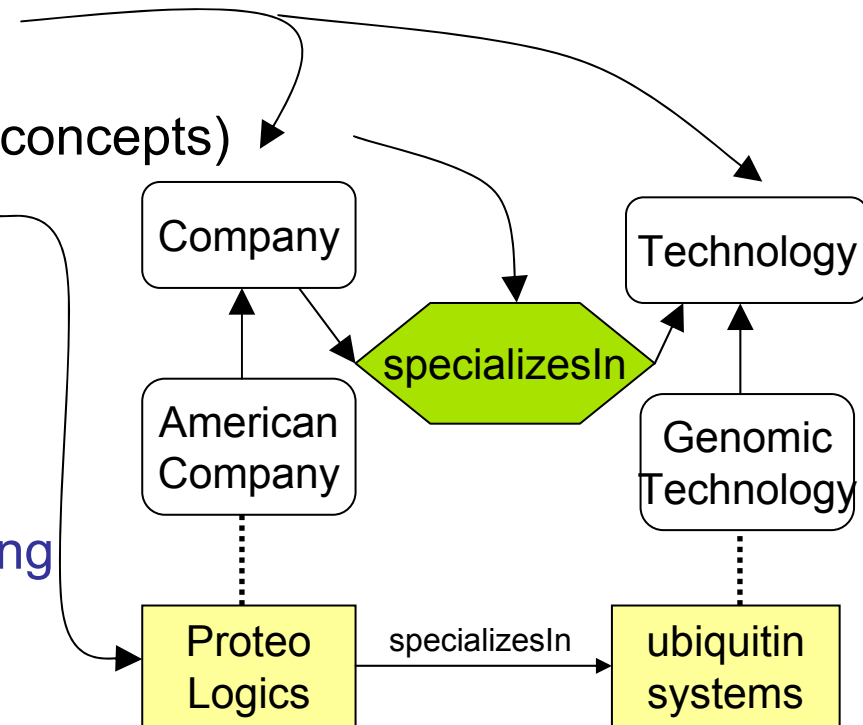 concepts)
Company
Technology
specializesIn
American
Company
Genomic
Technology
ng
Proteo
Logics
specializesIn
ubiquitin
systems